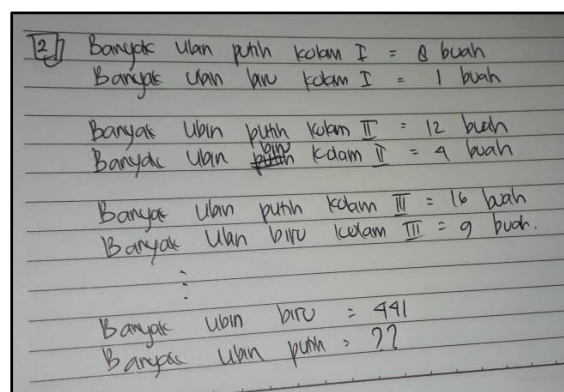 2 Banyak Ubin putih kolam I = 8 buah
Banyak Ubin biru kolam I = 1 buah
Banyak Ubin putih kolam II = 12 buah
Banyak Ubin biru kolam II = 4 buah
Banyak Ubin putih kolam III = 16 buah
Banyak Ubin biru kolam III = 9 buah.
⋮
Banyak Ubin biru = 441
Banyak Ubin putih = ??